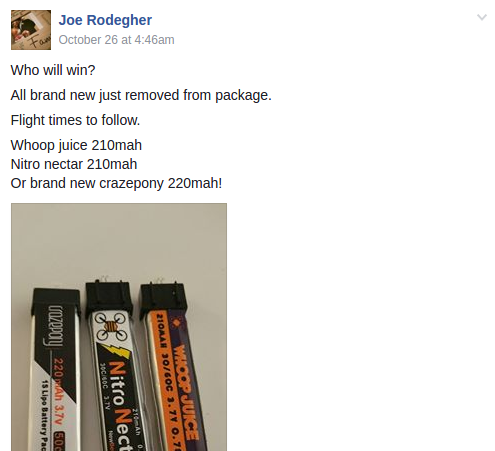 Joe Rodegher
October 26 at 4:46am
Who will win?
All brand new just removed from package.
Flight times to follow.
Whoop juice 210mah
Nitro nectar 210mah
Or brand new crazepony 220mah!
crazepony
220mAh 3.7v 50c
1S Lipo Battery Pac
Nitro Nect
30C/60C 3.7V
210mah
WHOOP JUICE
210MAH 30/60C 3.7V 0.7